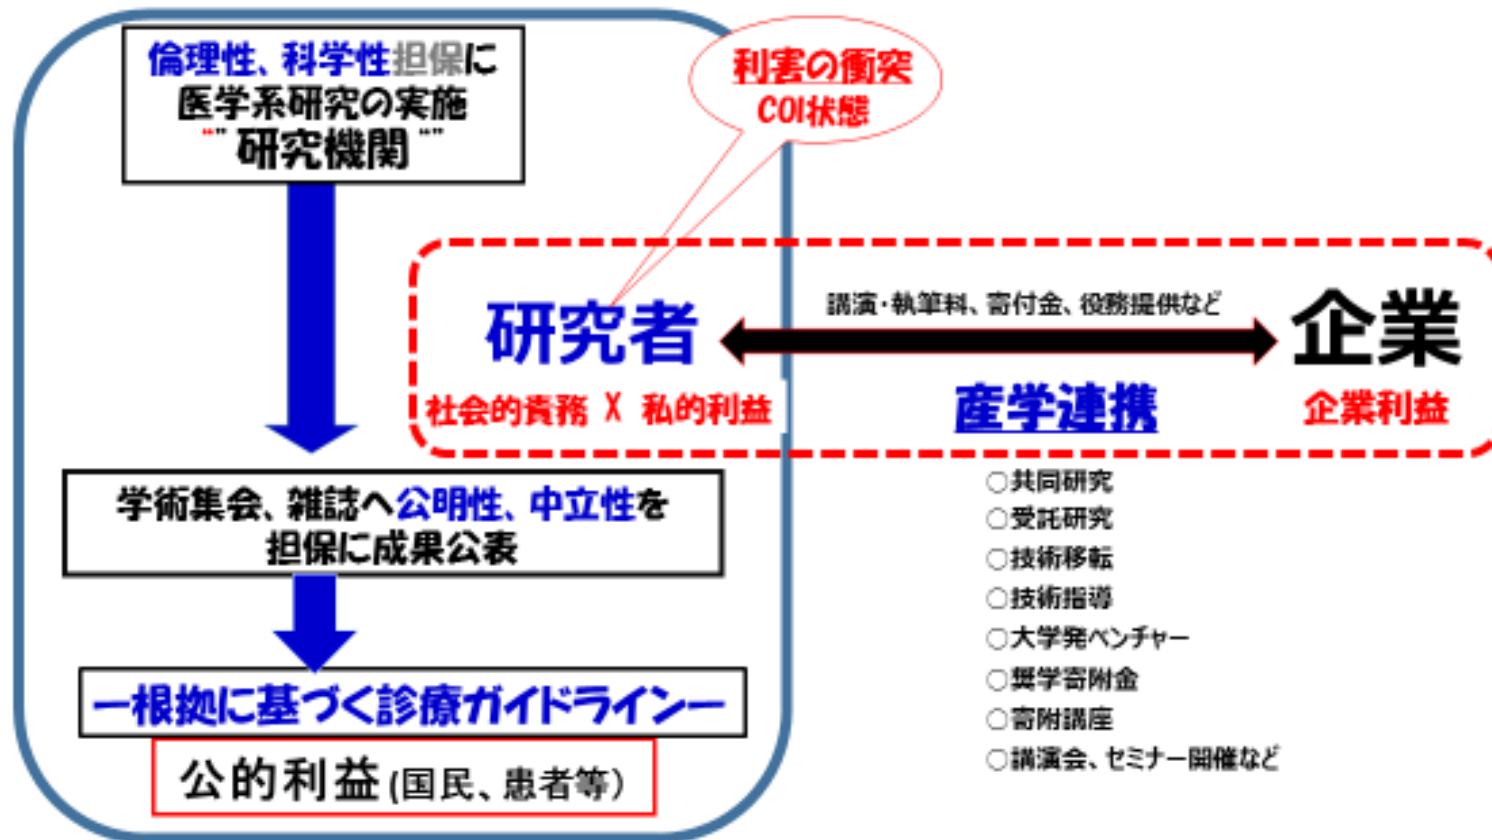 倫理性、科学性担保に
医学系研究の実施
“” 研究機関 “”
利害の衝突
COI状態
研究者
社会的責務 X 私的利益
講演・執筆料、寄付金、役務提供など
産学連携
企業
企業利益
○共同研究
○受託研究
○技術移転
○技術指導
○大学発ベンチャー
○奨学寄附金
○寄附講座
○講演会、セミナー開催など
学術集会、雑誌へ公明性、中立性を
担保に成果公表
ー根拠に基づく診療ガイドラインー
公的利益 (国民、患者等)